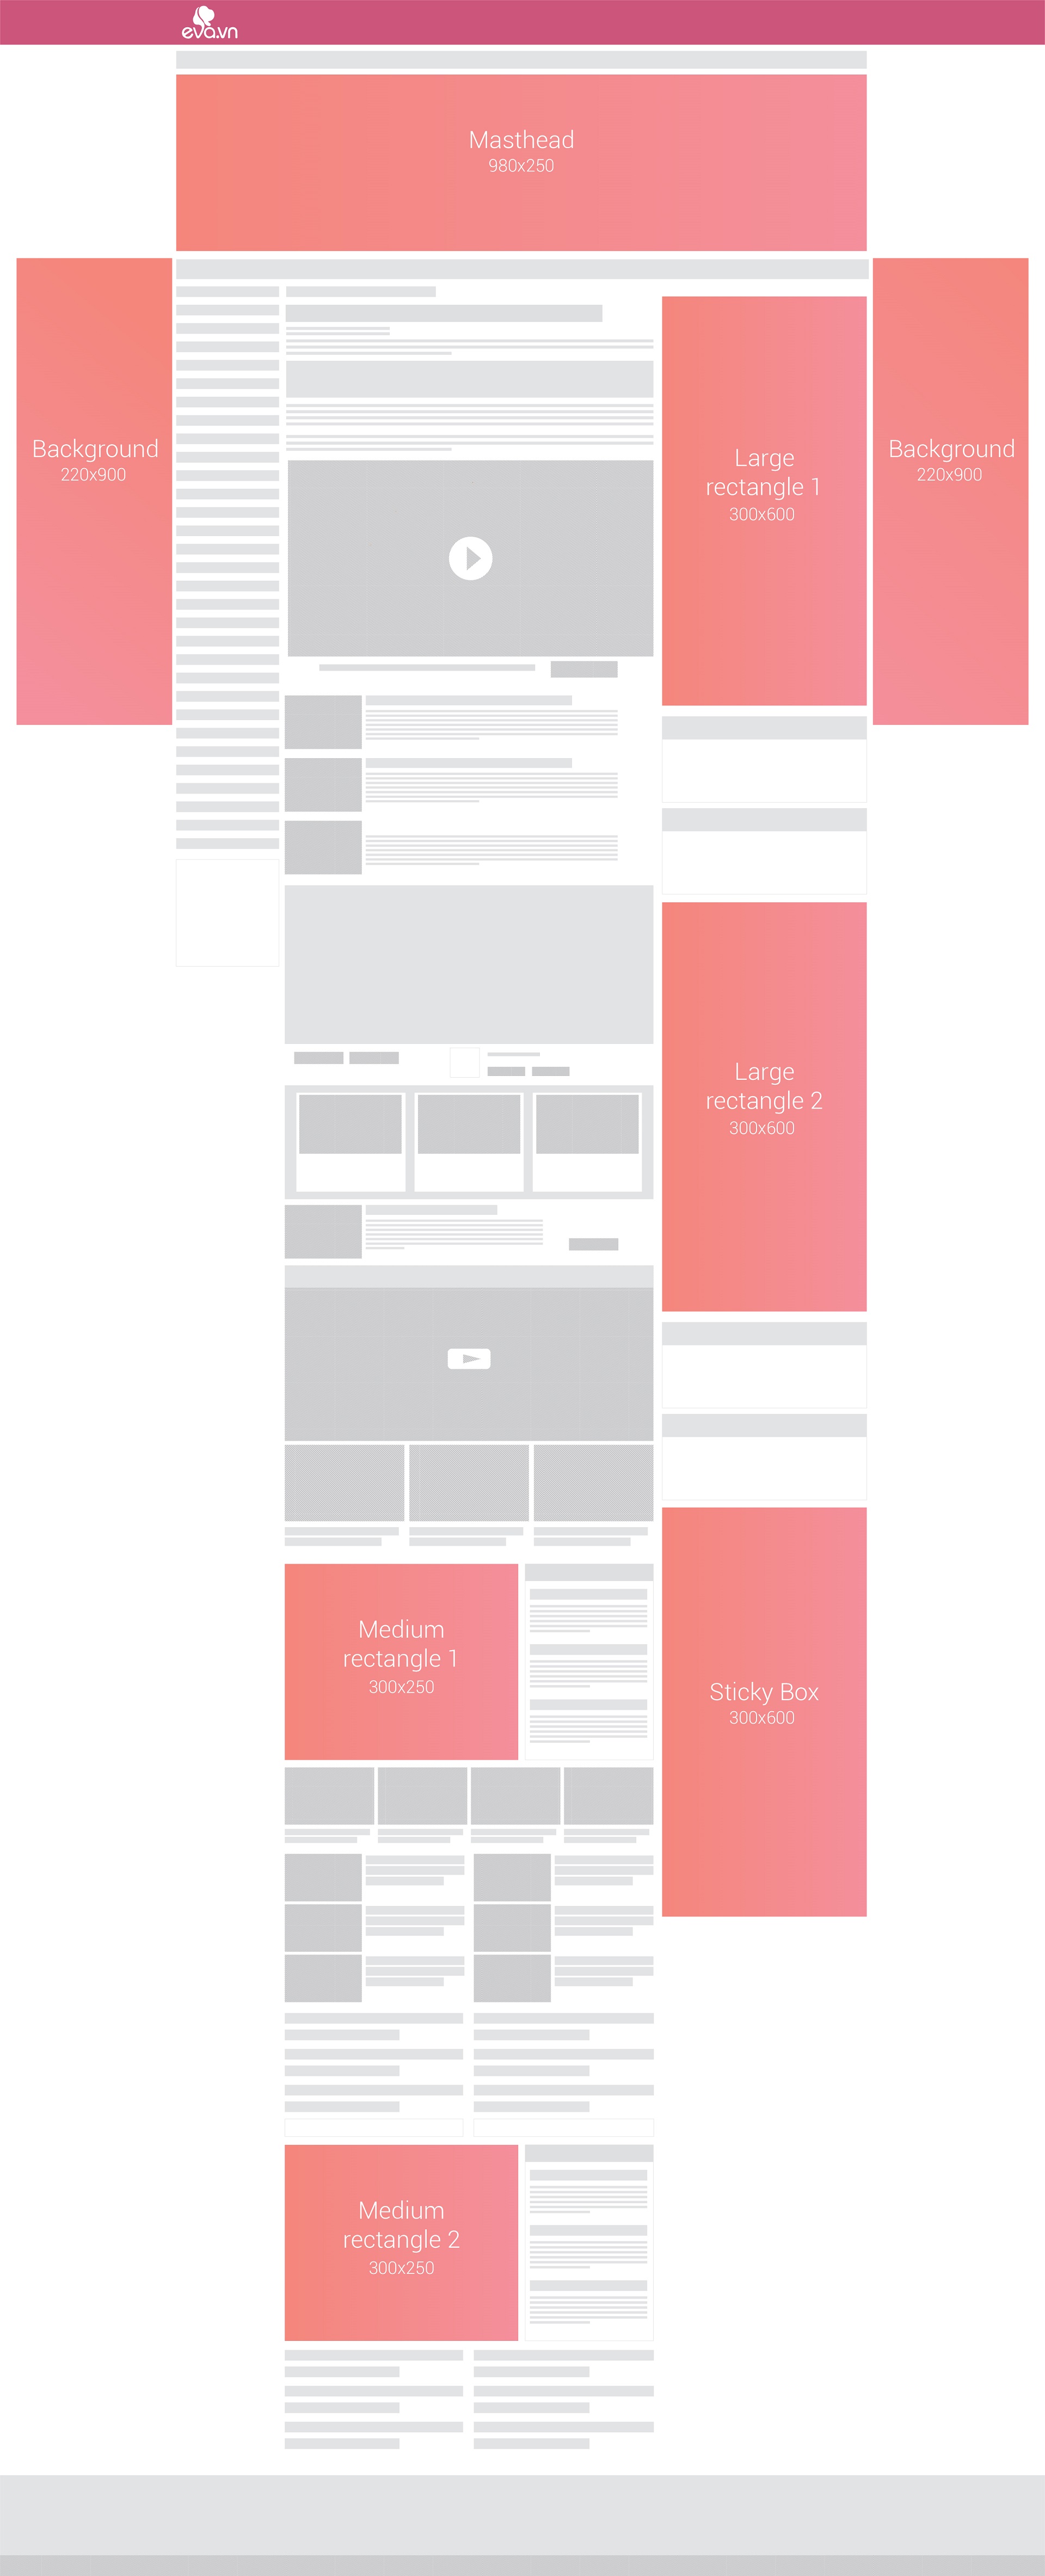 eva.vn
Masthead
980x250
Background
220x900
Large
rectangle 1
300x600
Background
220x900
Large
rectangle 2
300x600
Medium
rectangle 1
300x250
Sticky Box
300x600
Medium
rectangle 2
300x250